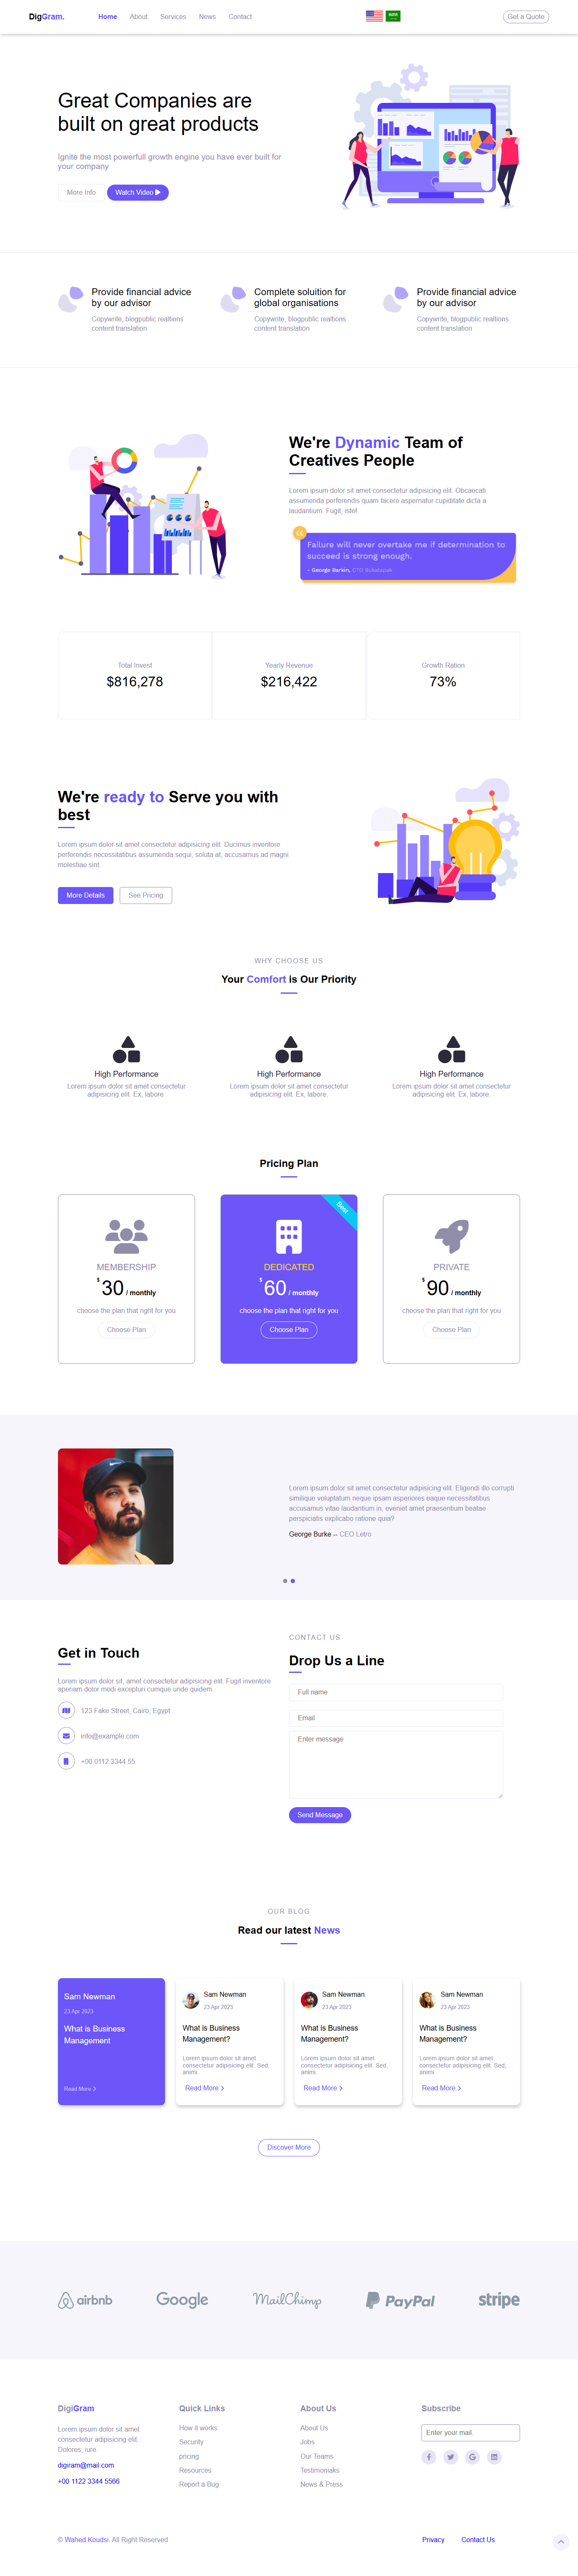 DigGram.
Home About Services News Contact
Get a Quote
Great Companies are
built on great products
Ignite the most powerfull growth engine you have ever built for
your company
More Info
Watch Video
Provide financial advice
by our advisor
Copywrite, blogpublic realtions
content translation
Complete soluition for
global organisations
Copywrite, blogpublic realtions
content translation
Provide financial advice
by our advisor
Copywrite, blogpublic realtions
content translation
We're Dynamic Team of
Creatives People
Lorem ipsum dolor sit amet consectetur adipisicing elit. Obcaecati
assumenda perferendis quam facere aspernatur cupiditate dicta a
laudantium. Fugit, iste!
Failure will never overtake me if determination to
succeed is strong enough.
- George Barkin, CTO Bukalapak
Total Invest
$816,278
Yearly Revenue
$216,422
Growth Ration
73%
We're ready to Serve you with
best
Lorem ipsum dolor sit amet consectetur adipisicing elit. Ducimus inventore
perferendis necessitatibus assumenda sequi, soluta at, accusamus ad magni
molestiae sint.
More Details
See Pricing
WHY CHOOSE US
Your Comfort is Our Priority
High Performance
Lorem ipsum dolor sit amet consectetur
adipisicing elit. Ex, labore.
High Performance
Lorem ipsum dolor sit amet consectetur
adipisicing elit. Ex, labore.
High Performance
Lorem ipsum dolor sit amet consectetur
adipisicing elit. Ex, labore.
Pricing Plan
MEMBERSHIP
$30 / monthly
choose the plan that right for you
Choose Plan
Best
DEDICATED
$60 / monthly
choose the plan that right for you
Choose Plan
PRIVATE
$90 / monthly
choose the plan that right for you
Choose Plan
Lorem ipsum dolor sit amet consectetur adipisicing elit. Eligendi illo corrupti
similique voluptatum neque ipsam asperiores eaque necessitatibus
accusamus vitae laudantium in, eveniet amet praesentium beatae
perspiciatis explicabo ratione quia?
George Burke -- CEO Letro
Get in Touch
Lorem ipsum dolor sit, amet consectetur adipisicing elit. Fugit inventore
aperiam dolor modi excepturi cumque unde quidem.
123 Fake Street, Cairo, Egypt
info@example.com
+00 0112 3344 55
CONTACT US
Drop Us a Line
Full name
Email
Enter message
Send Message
OUR BLOG
Read our latest News
Sam Newman
23 Apr 2023
What is Business
Management
Read More
Sam Newman
23 Apr 2023
What is Business
Management?
Lorem ipsum dolor sit amet
consectetur adipisicing elit. Sed,
animi.
Read More
Sam Newman
23 Apr 2023
What is Business
Management?
Lorem ipsum dolor sit amet
consectetur adipisicing elit. Sed,
animi.
Read More
Sam Newman
23 Apr 2023
What is Business
Management?
Lorem ipsum dolor sit amet
consectetur adipisicing elit. Sed,
animi.
Read More
Discover More
airbnb
Google
MailChimp
PayPal
stripe
DigiGram
Lorem ipsum dolor sit amet
consectetur adipisicing elit.
Dolores, iure.
digiram@mail.com
+00 1122 3344 5566
Quick Links
How it works
Security
pricing
Resources
Report a Bug
About Us
About Us
Jobs
Our Teams
Testimoniaks
News & Press
Subscribe
Enter your mail.
© Wahed Koudsi. All Right Reserved
Privacy
Contact Us